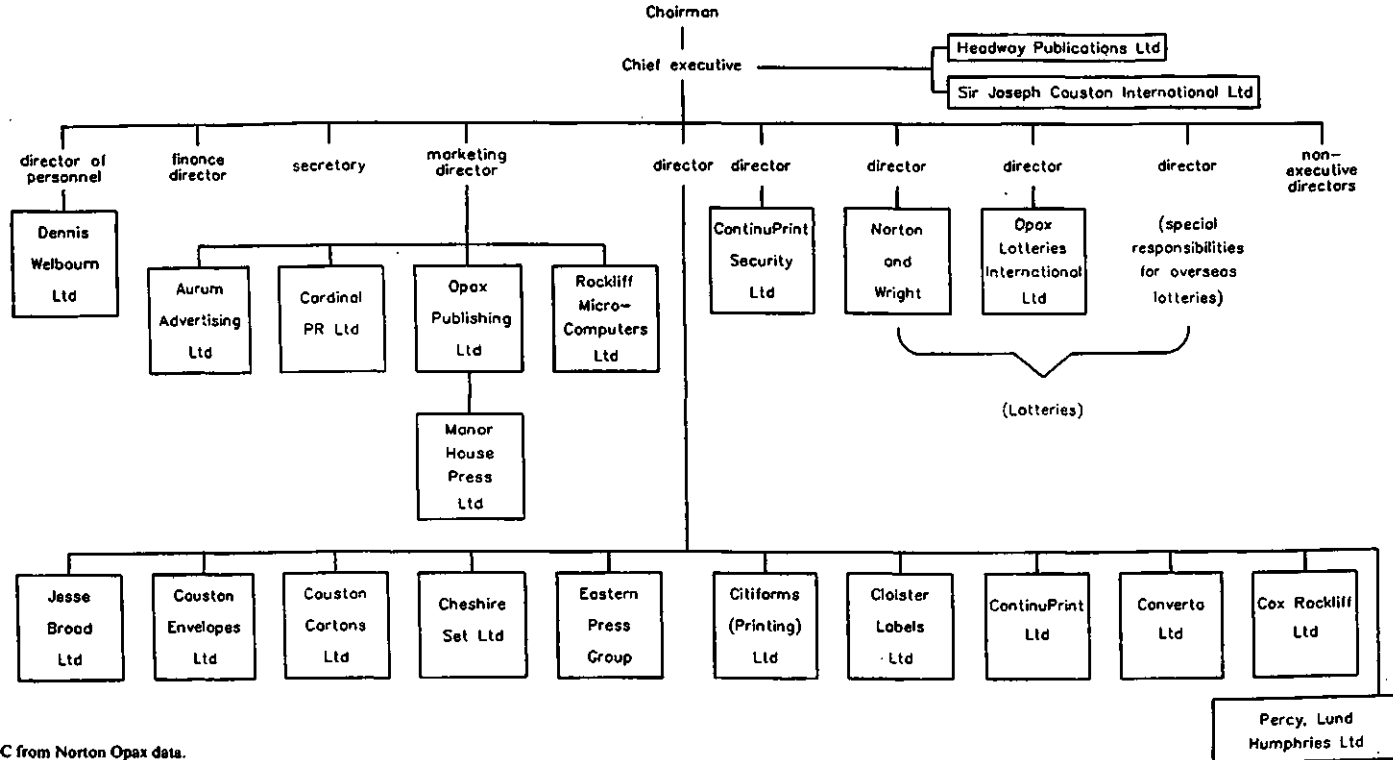 Chairman
Chief executive
Headway Publications Ltd
Sir Joseph Causton International Ltd
director of
personnel
finance
director
secretary
marketing
director
director
director
director
director
director
non-
executive
directors
Dennis
Welbourn
Ltd
Aurum
Advertising
Ltd
Cardinal
PR Ltd
Opax
Publishing
Ltd
Rockliff
Micro-
Computers
Ltd
Manor
House
Press
Ltd
ContinuPrint
Security
Ltd
Norton
and
Wright
Opax
Lotteries
International
Ltd
(special
responsibilities
for overseas
lotteries)
(Lotteries)
Jesse
Broad
Ltd
Causton
Envelopes
Ltd
Causton
Cartons
Ltd
Cheshire
Set Ltd
Eastern
Press
Group
Citiforms
(Printing)
Ltd
Cloister
Labels
Ltd
ContinuPrint
Ltd
Converta
Ltd
Cox Rockliff
Ltd
Percy, Lund
Humphries Ltd
C from Norton Opax data.